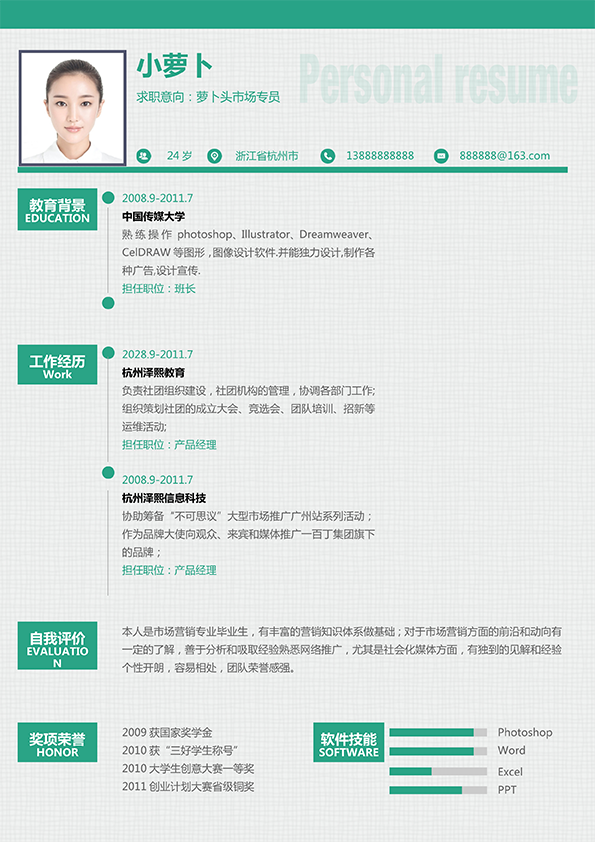 小萝卜
Personal resume
求职意向：萝卜头市场专员
24 岁 浙江省杭州市 13888888888 888888@163.com
教育背景
EDUCATION
2008.9-2011.7
中国传媒大学
熟练操作 photoshop、Illustrator、Dreamweaver、
CelDRAW 等图形，图像设计软件.并能独力设计,制作各
种广告,设计宣传.
担任职位：班长
工作经历
Work
2028.9-2011.7
杭州泽熙教育
负责社团组织建设，社团机构的管理，协调各部门工作;
组织策划社团的成立大会、竞选会、团队培训、招新等
运维活动;
担任职位：产品经理
2008.9-2011.7
杭州泽熙信息科技
协助筹备“不可思议”大型市场推广广州站系列活动；
作为品牌大使向观众、来宾和媒体推广一百丁集团旗下
的品牌；
担任职位：产品经理
自我评价
EVALUATIO
N
本人是市场营销专业毕业生，有丰富的营销知识体系做基础；对于市场营销方面的前沿和动向有
一定的了解，善于分析和吸取经验熟悉网络推广，尤其是社会化媒体方面，有独到的见解和经验
个性开朗，容易相处，团队荣誉感强。
奖项荣誉
HONOR
2009 获国家奖学金
2010 获“三好学生称号”
2010 大学生创意大赛一等奖
2011 创业计划大赛省级铜奖
软件技能
SOFTWARE
Photoshop
Word
Excel
PPT